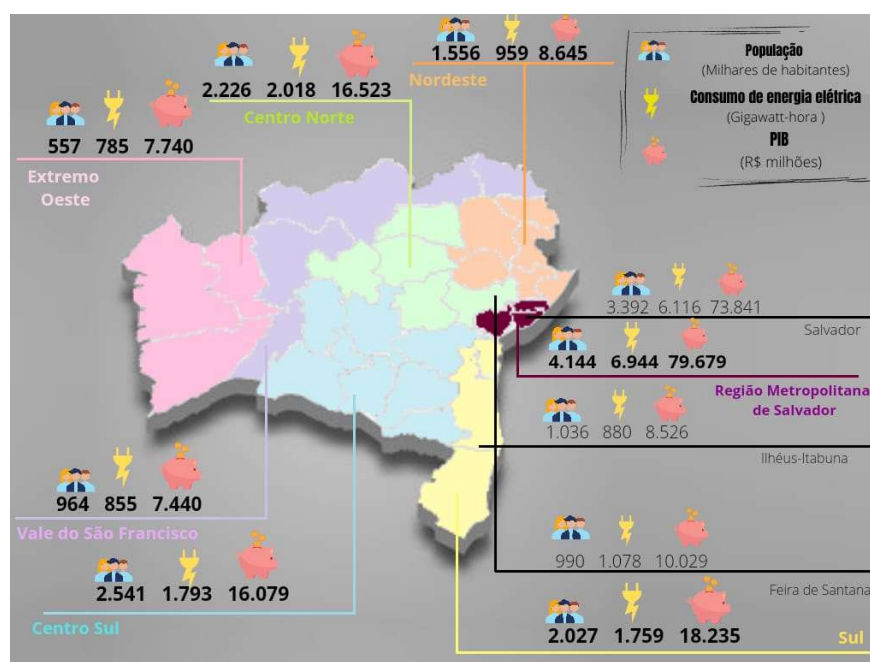 1.556 959 8.645
Nordeste
2.226 2.018 16.523
Centro Norte
557 785 7.740
Extremo
Oeste
População
(Milhares de habitantes)
Consumo de energia elétrica
(Gigawatt-hora )
PIB
(R$ milhões)
3.392 6.116 73.841
Salvador
4.144 6.944 79.679
Região Metropolitana
de Salvador
1.036 880 8.526
Ilhéus-Itabuna
964 855 7.440
Vale do São Francisco
990 1.078 10.029
Feira de Santana
2.541 1.793 16.079
Centro Sul
2.027 1.759 18.235
Sul